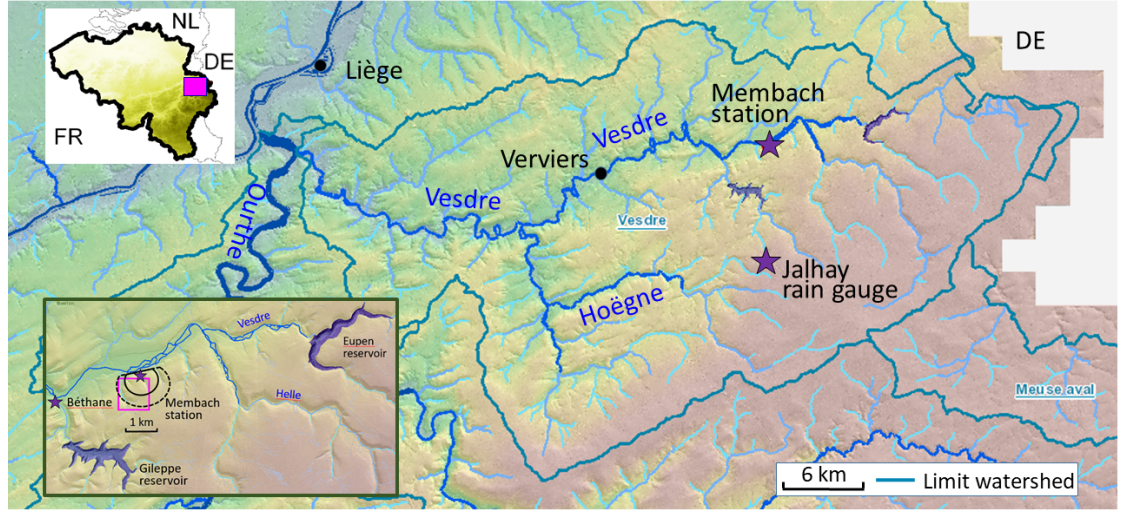 NL
DE
FR
DE
Liège
Membach
station
Vesdre
Verviers
Vesdre
Ourthe
Vesdre
Jalhay
rain gauge
Hoëgne
Meuse aval
6 km
Limit watershed
Vesdre
Eupen
reservoir
Helle
Béthane
Membach
station
1 km
Gileppe
reservoir